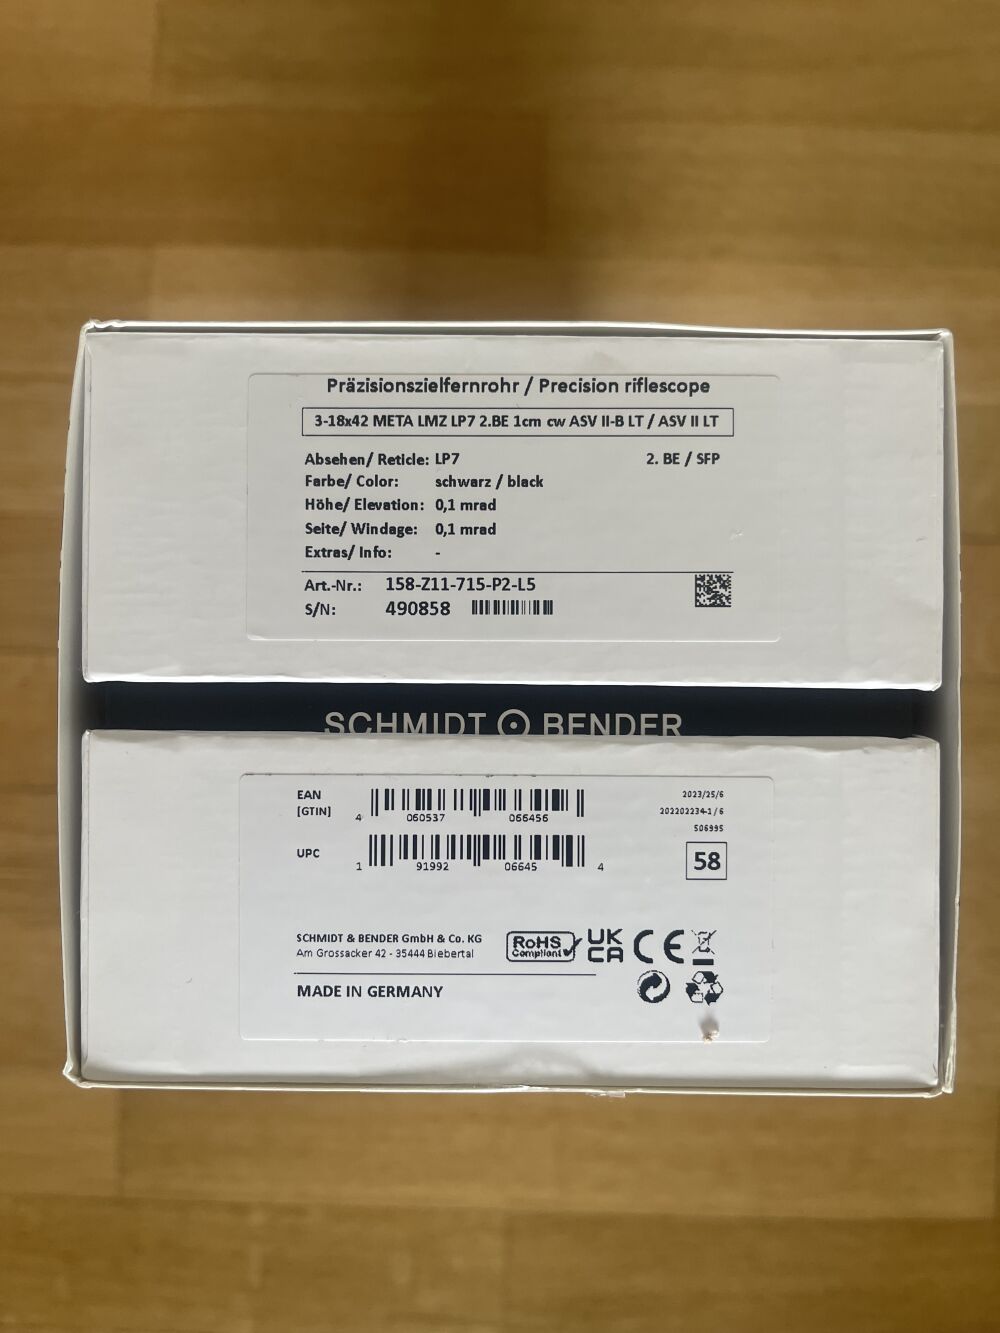 Präzisionszielfernrohr / Precision riflescope
3-18x42 META LMZ LP7 2.BE 1cm cw ASV II-B LT / ASV II LT
Absehen/ Reticle: LP7 2. BE / SFP
Farbe/ Color: schwarz / black
Höhe/ Elevation: 0,1 mrad
Seite/ Windage: 0,1 mrad
Extras/ Info: -
Art.-Nr.: 158-Z11-715-P2-L5
S/N: 490858
SCHMIDT BENDER
EAN
[GTIN]
4 060537 066456
2023/25/6
202202234-1/6
506995
UPC
1 91992 06645 4
58
SCHMIDT & BENDER GmbH & Co. KG
Am Grossacker 42 - 35444 Biebertal
RoHS
Compliant
UK
CA
CE
MADE IN GERMANY